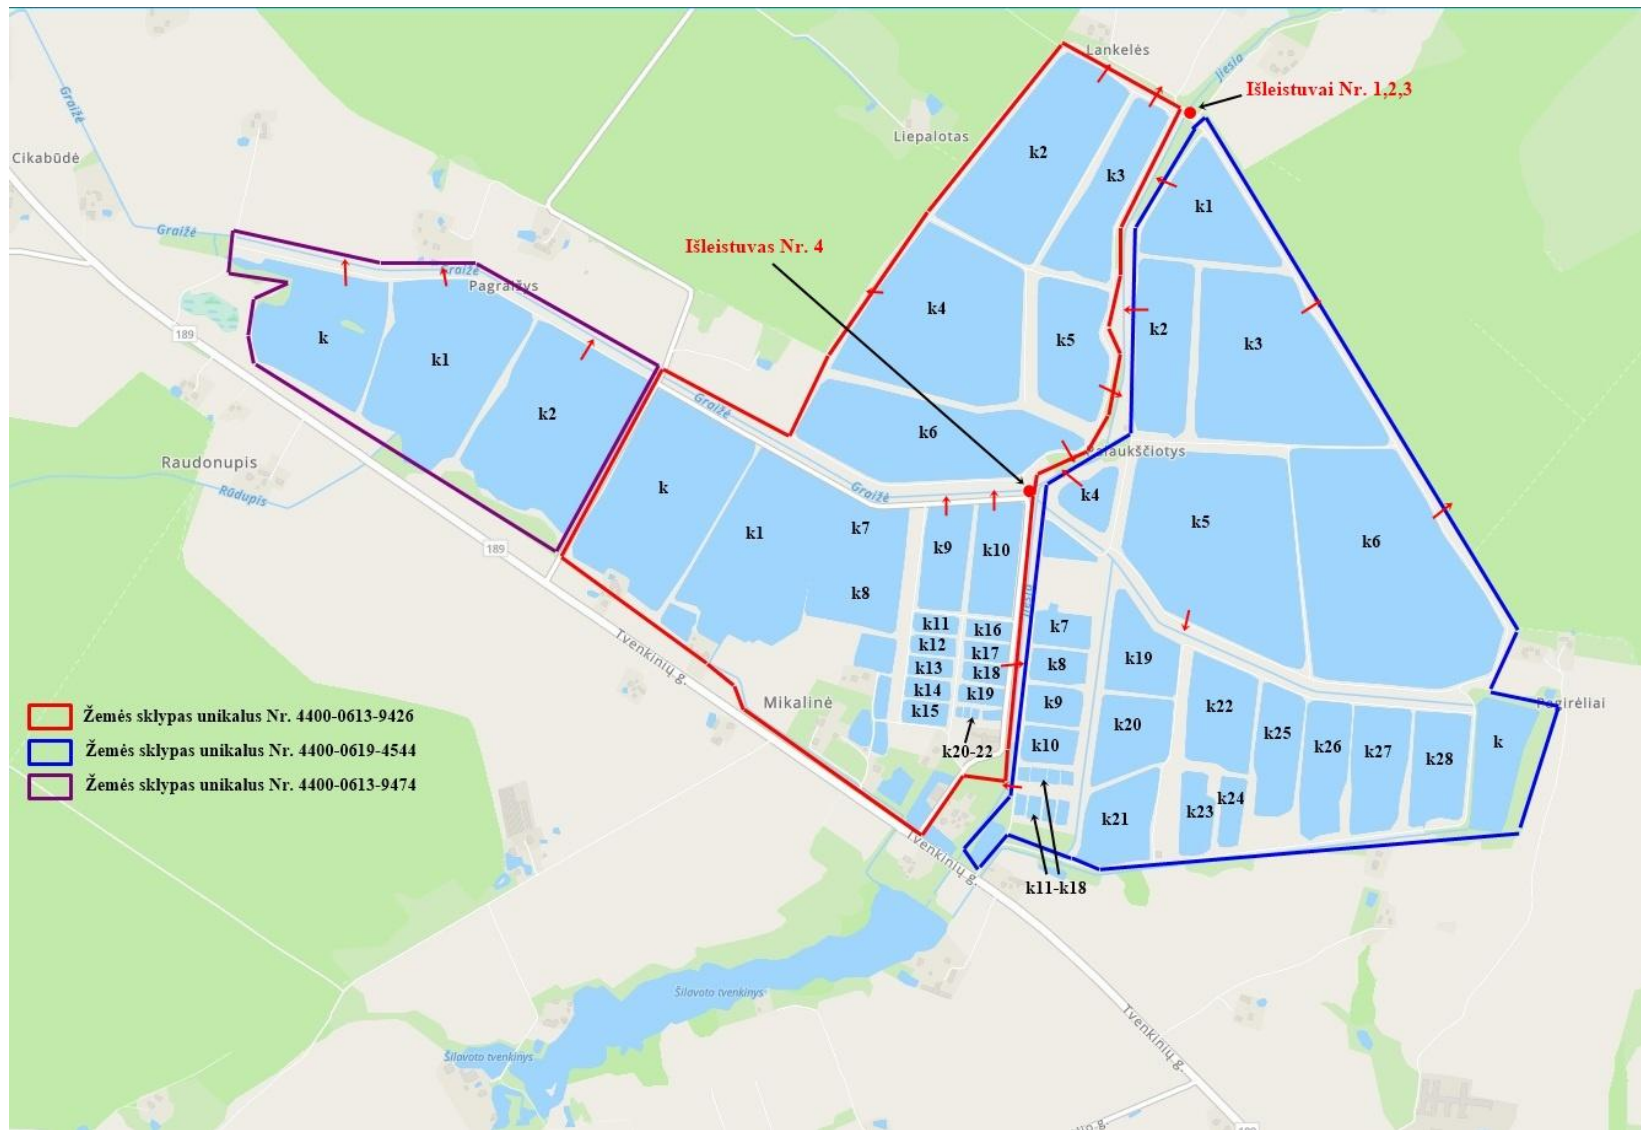 Lankelės
Jiesia
Išleistuvai Nr. 1,2,3
Graižė
Cikabūdė
Liepalotas
k2
k3
k1
Graižė
Išleistuvas Nr. 4
Graižė
Pagraižys
k4
k5
k2
k3
189
k
k1
k2
Graižė
k6
Palaukščiotys
Raudonupis
Rūdupis
k
k1
k7
Graižė
k4
k5
k6
189
k9
k10
k8
Jiesia
k11
k16
k7
k12
k17
k8
k19
k13
k18
k14
k19
k9
k15
k20
k22
k25
k26
k27
k28
k
Tvenkinių g.
Mikalinė
Pagirėliai
k20-22
k10
k23
k24
k21
Žemės sklypas unikalus Nr. 4400-0613-9426
Žemės sklypas unikalus Nr. 4400-0619-4544
Žemės sklypas unikalus Nr. 4400-0613-9474
Tvenkinių g.
k11-k18
Šilavoto tvenkinys
Šilavoto tvenkinys
Tvenkinių g.
189